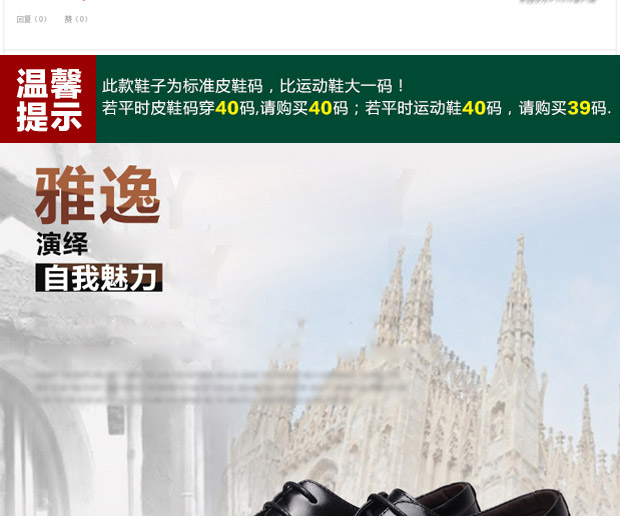 回复（0） 赞（0）
温馨
提示
此款鞋子为标准皮鞋码，比运动鞋大一码！
若平时皮鞋码穿40码,请购买40码；若平时运动鞋40码，请购买39码.
雅逸
演绎
自我魅力